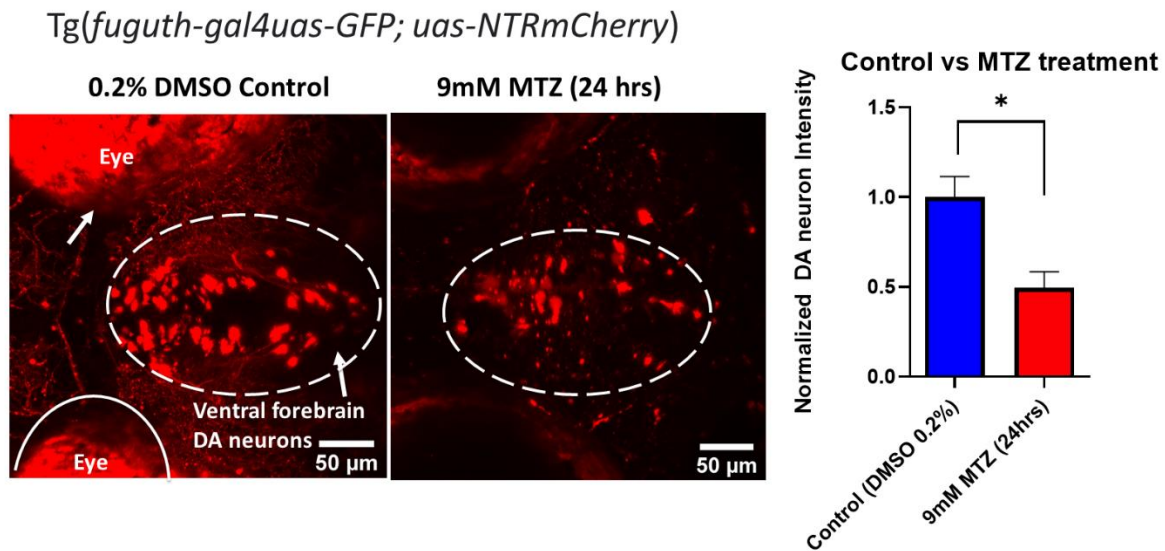 Tg(fuguth-gal4uas-GFP; uas-NTRmCherry)
0.2% DMSO Control
9mM MTZ (24 hrs)
Eye
Ventral forebrain
DA neurons
50 µm
Eye
50 µm
Control vs MTZ treatment
Normalized DA neuron Intensity
1.5
*
1.0
0.5
0.0
Control (DMSO 0.2%)
9mM MTZ (24hrs)